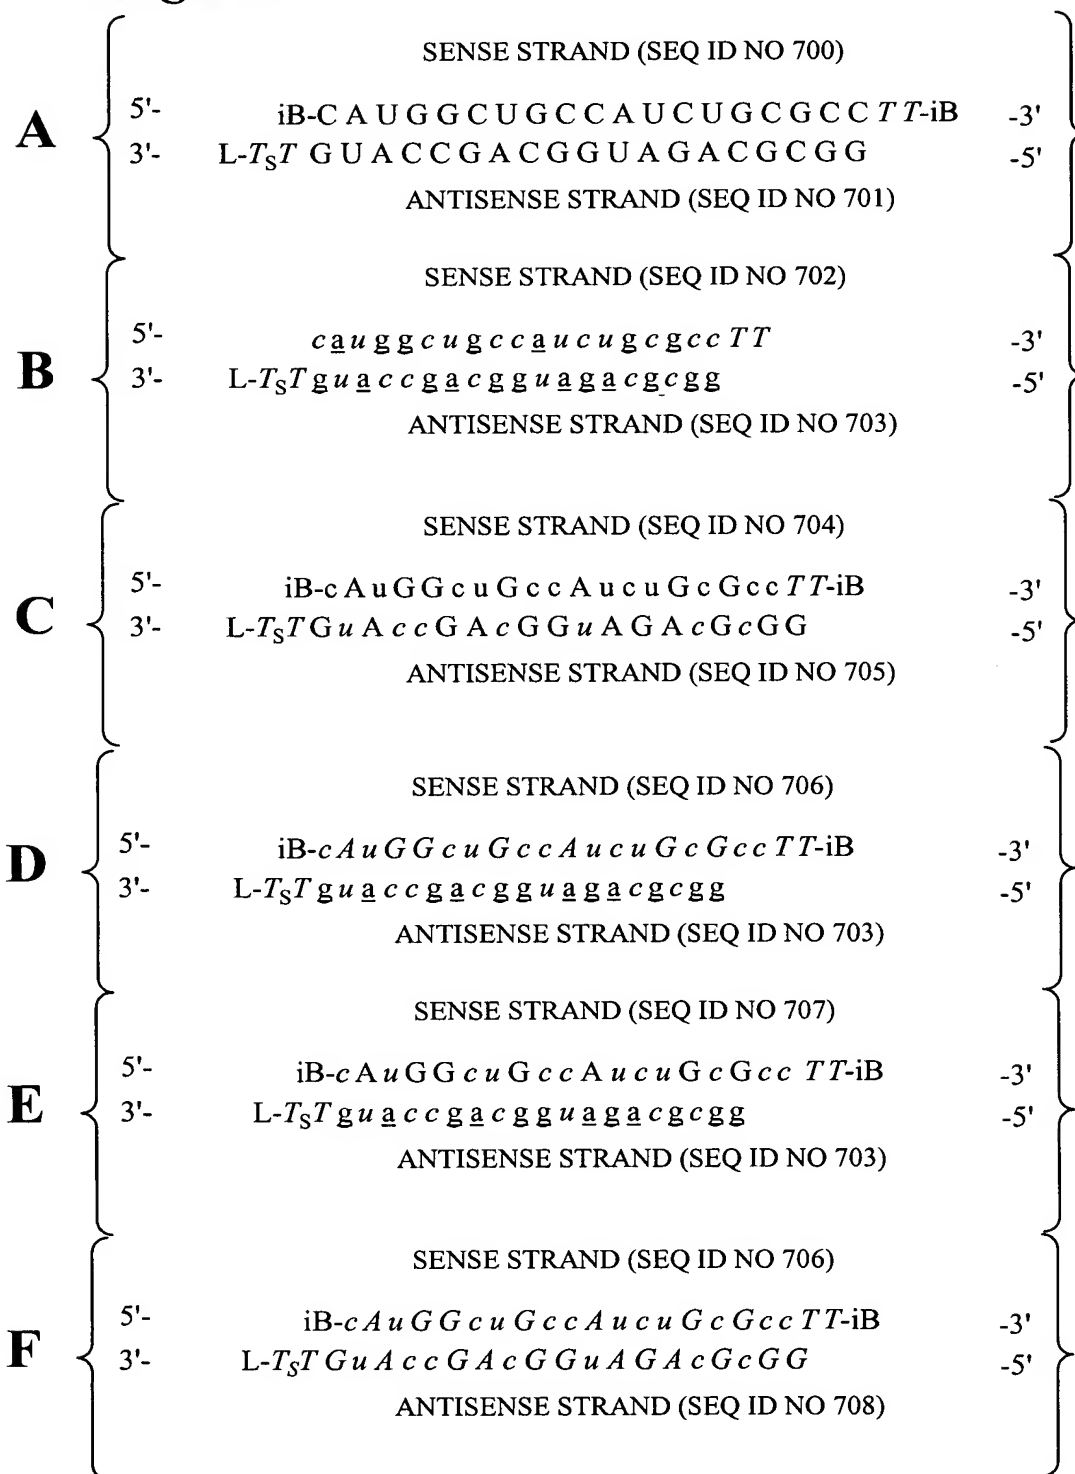 SENSE STRAND (SEQ ID NO 700)
A
5'- iB-C A U G G C U G C C A U C U G C G C C T T-iB -3'
3'- L-TST G U A C C G A C G G U A G A C G C G G -5'
ANTISENSE STRAND (SEQ ID NO 701)
SENSE STRAND (SEQ ID NO 702)
B
5'- c a u g g c u g c c a u c u g c g c c T T -3'
3'- L-TST g u a c c g a c g g u a g a c g c g g -5'
ANTISENSE STRAND (SEQ ID NO 703)
SENSE STRAND (SEQ ID NO 704)
C
5'- iB-c A u G G c u G c c A u c u G c G c c T T-iB -3'
3'- L-TST G u A c c G A c G G u A G A c G c G G -5'
ANTISENSE STRAND (SEQ ID NO 705)
SENSE STRAND (SEQ ID NO 706)
D
5'- iB-c A u G G c u G c c A u c u G c G c c T T-iB -3'
3'- L-TST g u a c c g a c g g u a g a c g c g g -5'
ANTISENSE STRAND (SEQ ID NO 703)
SENSE STRAND (SEQ ID NO 707)
E
5'- iB-c A u G G c u G c c A u c u G c G c c T T-iB -3'
3'- L-TST g u a c c g a c g g u a g a c g c g g -5'
ANTISENSE STRAND (SEQ ID NO 703)
SENSE STRAND (SEQ ID NO 706)
F
5'- iB-c A u G G c u G c c A u c u G c G c c T T-iB -3'
3'- L-TST G u A c c G A c G G u A G A c G c G G -5'
ANTISENSE STRAND (SEQ ID NO 708)